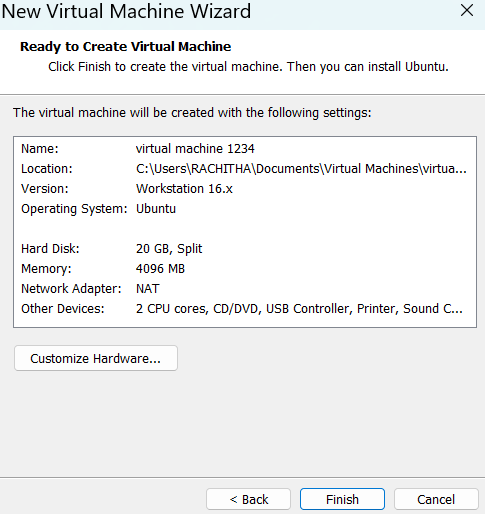 New Virtual Machine Wizard
Ready to Create Virtual Machine
Click Finish to create the virtual machine. Then you can install Ubuntu.
The virtual machine will be created with the following settings:
Name: virtual machine 1234
Location: C:\Users\RACHITHA\Documents\Virtual Machines\virtua...
Version: Workstation 16.x
Operating System: Ubuntu
Hard Disk: 20 GB, Split
Memory: 4096 MB
Network Adapter: NAT
Other Devices: 2 CPU cores, CD/DVD, USB Controller, Printer, Sound C...
Customize Hardware...
< Back Finish Cancel